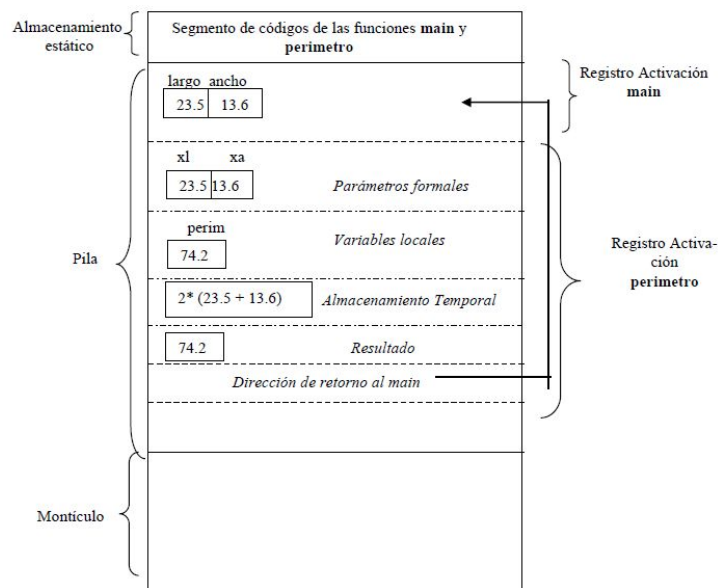 Almacenamiento
estático
Segmento de códigos de las funciones main y
perimetro
Registro Activación
main
largo ancho
23.5 13.6
xl xa
23.5 13.6
Parámetros formales
perim
74.2
Variables locales
Pila
Registro Activa-
ción
perimetro
2* (23.5 + 13.6)
Almacenamiento Temporal
74.2
Resultado
Dirección de retorno al main
Montículo